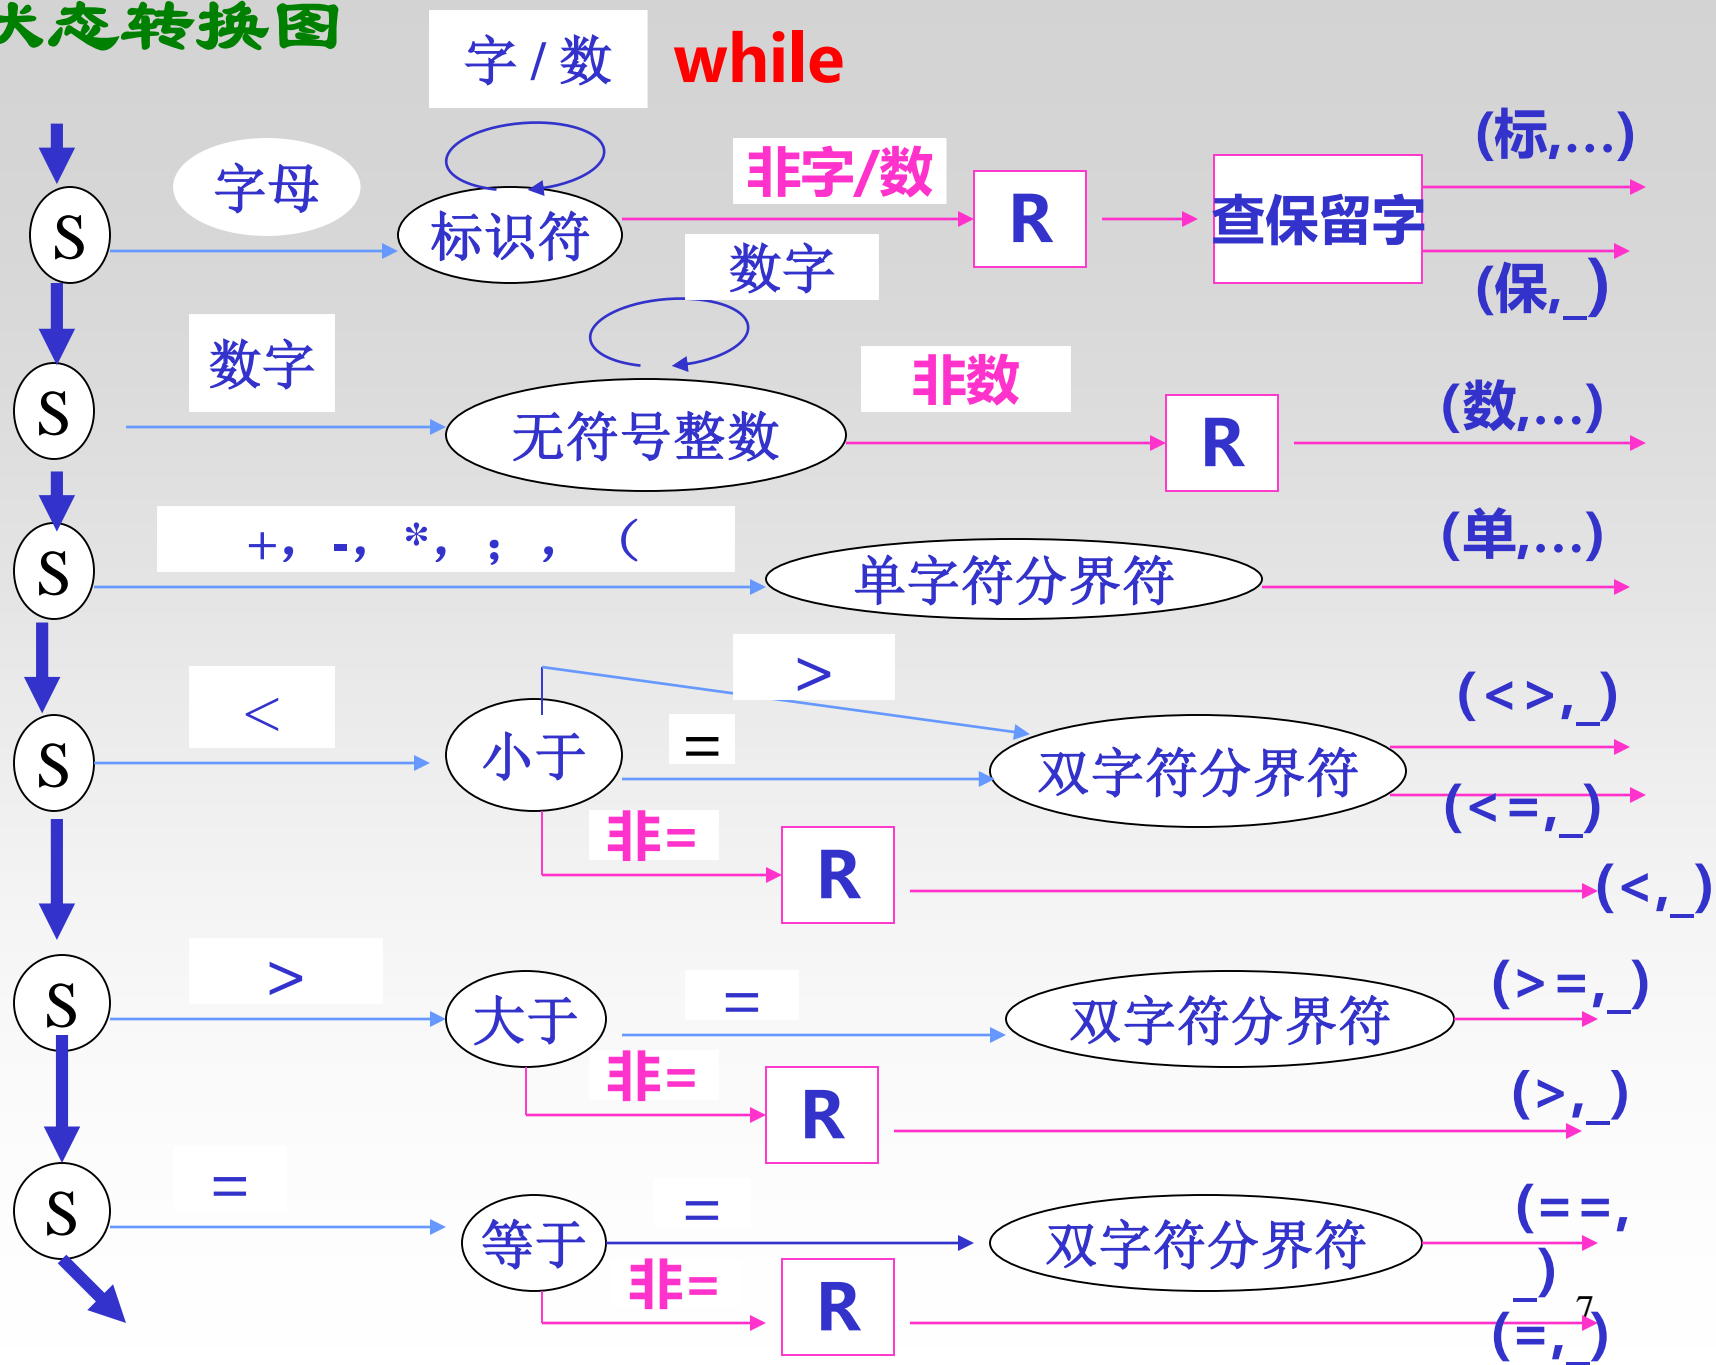 状态转换图
字 / 数
while
字母
非字/数
(标,…)
S
标识符
R
查保留字
数字
(保,_)
数字
非数
(数,…)
S
无符号整数
R
+，-，*，；，（
(单,…)
S
单字符分界符
>
<
=
(<>,_)
S
小于
双字符分界符
(<=,_)
非=
R
(<,_)
>
=
(>=,_)
S
大于
双字符分界符
非=
R
(>,_)
=
=
(==,
_)
S
等于
双字符分界符
非=
R
7
(=,_)